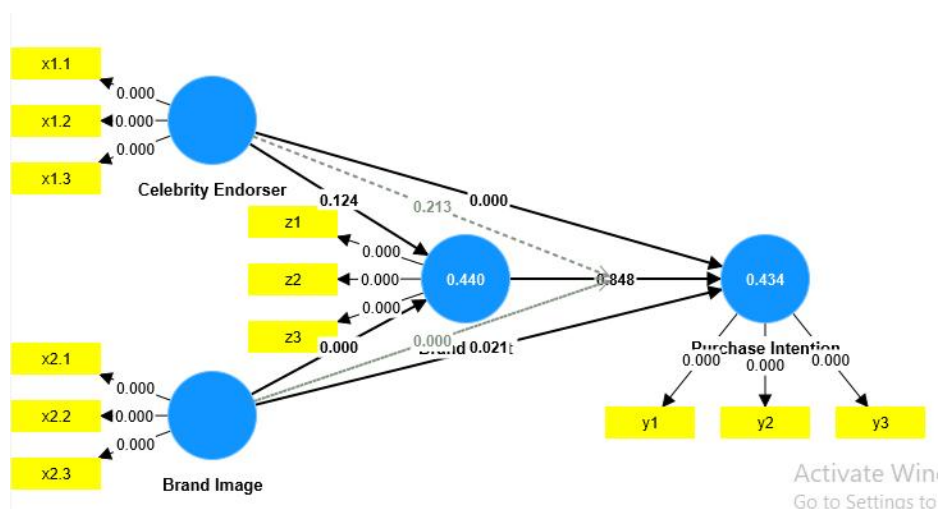 x1.1
0.000
x1.2
0.000
0.000
x1.3
Celebrity Endorser
0.124
0.213
0.000
z1
0.000
z2
0.000
0.440
0.848
0.434
0.000
z3
0.000
0.000
Brand
0.021
t
Purchase Intention
0.000
0.000
0.000
x2.1
0.000
x2.2
0.000
0.000
x2.3
Brand Image
y1
y2
y3
Activate Win
Go to Settings to